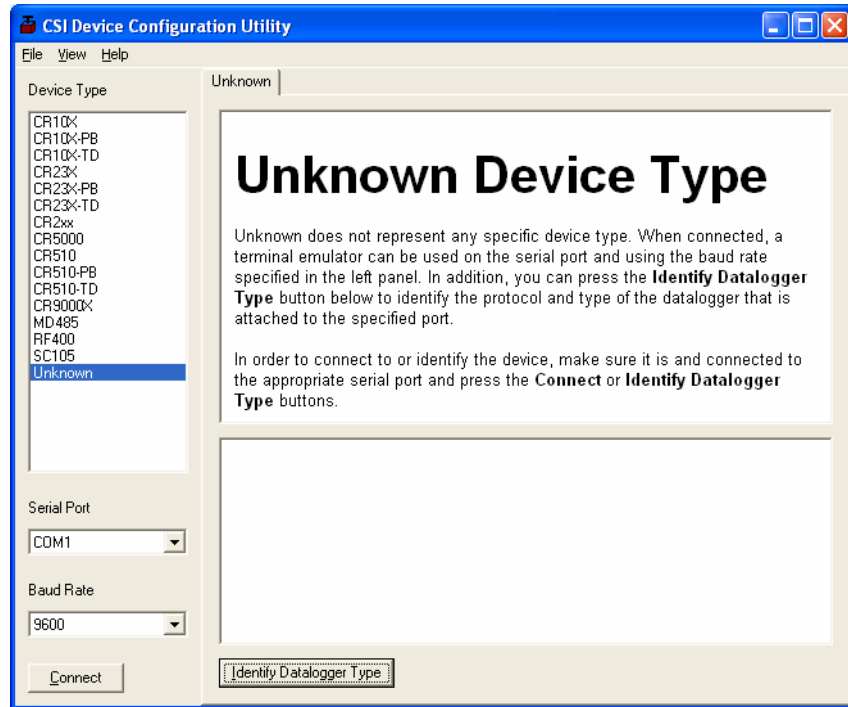 CSI Device Configuration Utility
File View Help
Device Type
Unknown
CR10X
CR10X-PB
CR10X-TD
CR23X
CR23X-PB
CR23X-TD
CR2xx
CR5000
CR510
CR510-PB
CR510-TD
CR9000X
MD485
RF400
SC105
Unknown
Serial Port
COM1
Baud Rate
9600
Connect
Unknown Device Type
Unknown does not represent any specific device type. When connected, a
terminal emulator can be used on the serial port and using the baud rate
specified in the left panel. In addition, you can press the Identify Datalogger
Type button below to identify the protocol and type of the datalogger that is
attached to the specified port.
In order to connect to or identify the device, make sure it is and connected to
the appropriate serial port and press the Connect or Identify Datalogger
Type buttons.
Identify Datalogger Type